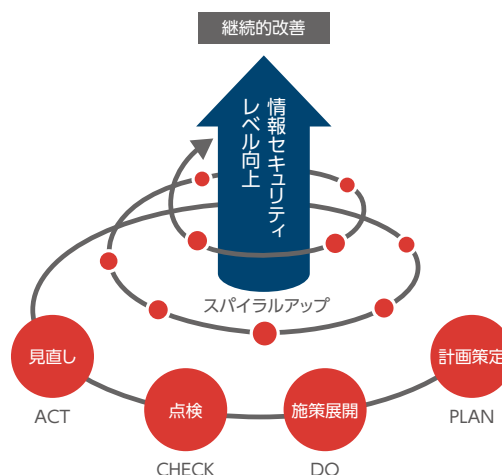 継続的改善
情報セキュリティ
レベル向上
スパイラルアップ
見直し
計画策定
点検
施策展開
ACT
PLAN
CHECK
DO